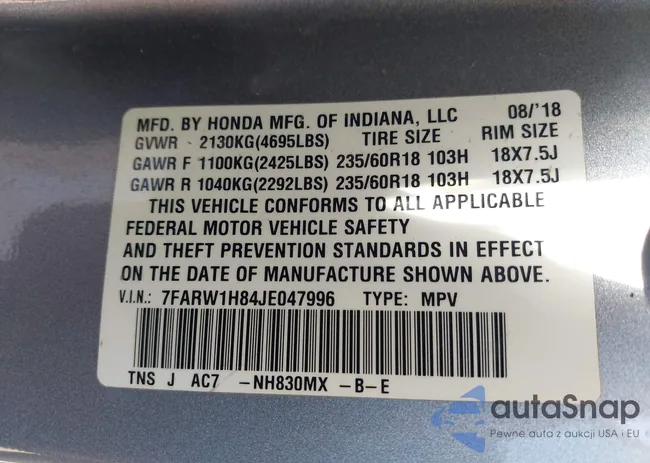 MFD. BY HONDA MFG. OF INDIANA, LLC 08/'18
GVWR 2130KG(4695LBS) TIRE SIZE RIM SIZE
GAWR F 1100KG(2425LBS) 235/60R18 103H 18X7.5J
GAWR R 1040KG(2292LBS) 235/60R18 103H 18X7.5J
THIS VEHICLE CONFORMS TO ALL APPLICABLE
FEDERAL MOTOR VEHICLE SAFETY
AND THEFT PREVENTION STANDARDS IN EFFECT
ON THE DATE OF MANUFACTURE SHOWN ABOVE.
V.I.N.: 7FARW1H84JE047996 TYPE: MPV
TNS J AC7 -NH830MX -B-E
autaSnap
Pewne auta z aukcji USA i EU